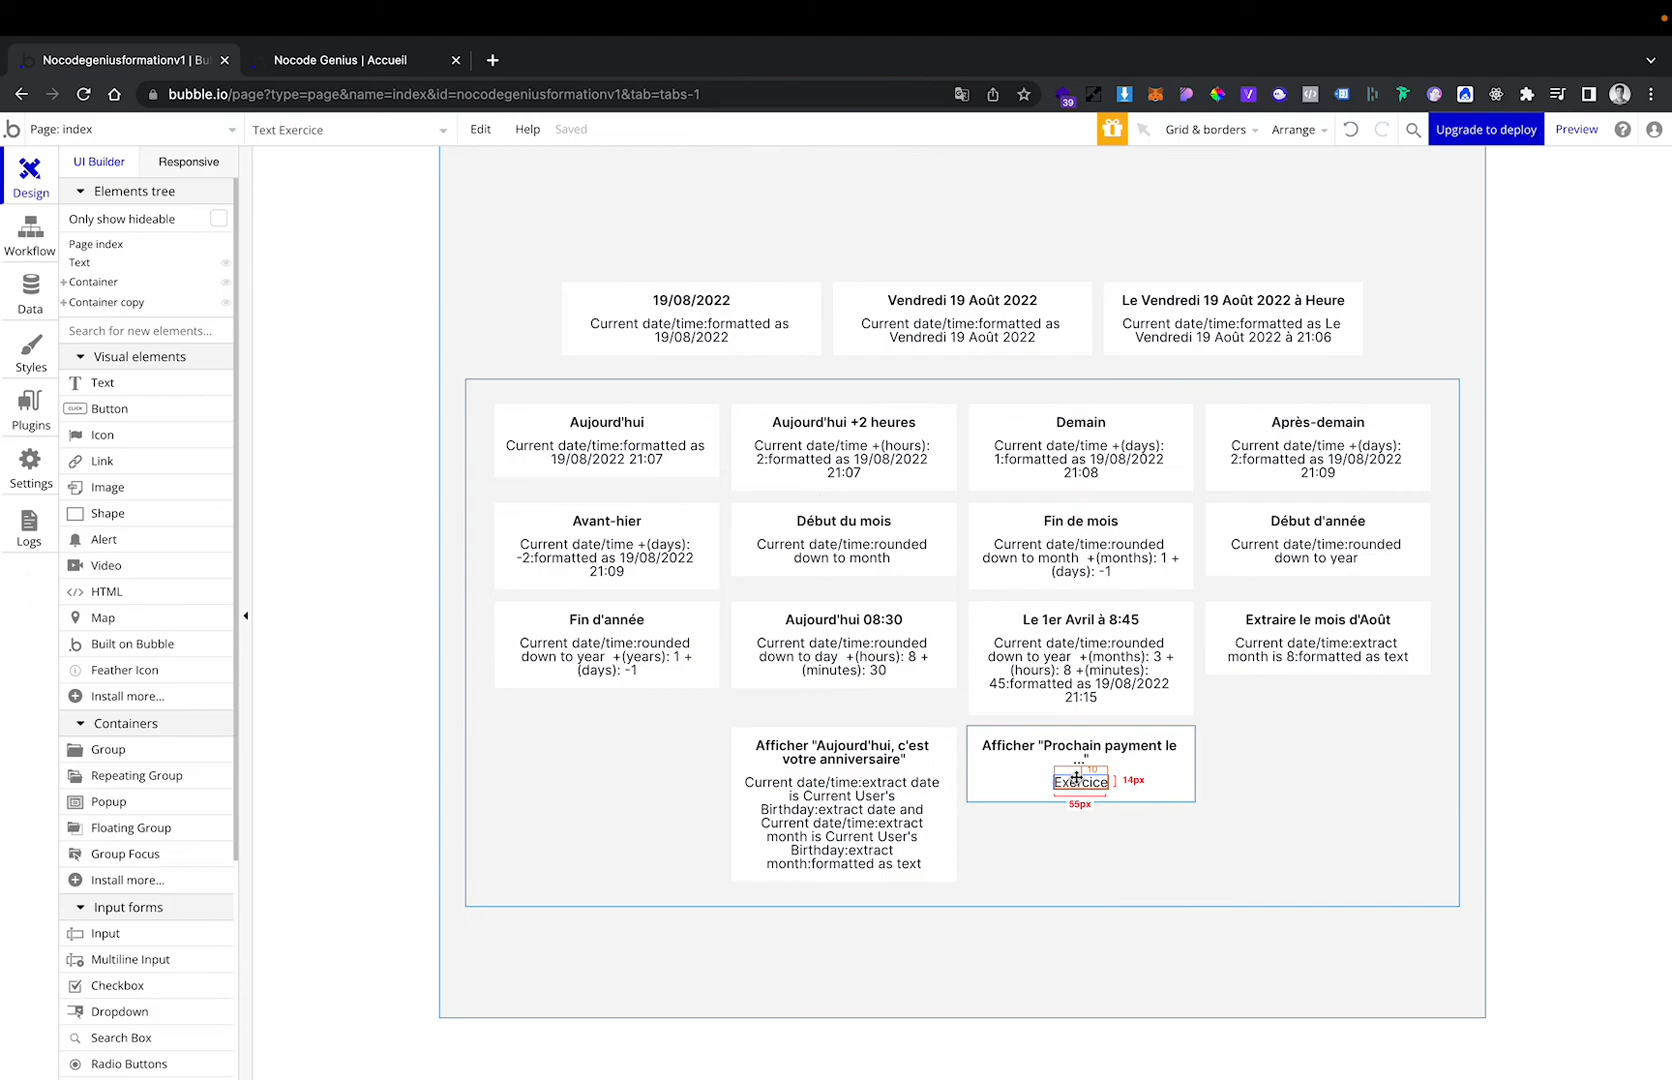 Nocodegeniusformationv1 | Bu
Nocode Genius | Accueil
bubble.io/page?type=page&name=index&id=nocodegeniusformationv1&tab=tabs-1
39
Page: index
Text Exercice
Edit
Help
Saved
Grid & borders
Arrange
Upgrade to deploy
Preview
Design
Workflow
Data
Styles
Plugins
Settings
Logs
UI Builder
Responsive
Elements tree
Only show hideable
Page index
Text
Container
Container copy
Search for new elements...
Visual elements
Text
CLICK
Button
Icon
Link
Image
Shape
Alert
Video
HTML
Map
Built on Bubble
Feather Icon
Install more...
Containers
Group
Repeating Group
Popup
Floating Group
Group Focus
Install more...
Input forms
Input
Multiline Input
Checkbox
Dropdown
Search Box
Radio Buttons
19/08/2022
Current date/time:formatted as
19/08/2022
Vendredi 19 Août 2022
Current date/time:formatted as
Vendredi 19 Août 2022
Le Vendredi 19 Août 2022 à Heure
Current date/time:formatted as Le
Vendredi 19 Août 2022 à 21:06
Aujourd'hui
Current date/time:formatted as
19/08/2022 21:07
Aujourd'hui +2 heures
Current date/time +(hours):
2:formatted as 19/08/2022
21:07
Demain
Current date/time +(days):
1:formatted as 19/08/2022
21:08
Après-demain
Current date/time +(days):
2:formatted as 19/08/2022
21:09
Avant-hier
Current date/time +(days):
-2:formatted as 19/08/2022
21:09
Début du mois
Current date/time:rounded
down to month
Fin de mois
Current date/time:rounded
down to month +(months): 1 +
(days): -1
Début d'année
Current date/time:rounded
down to year
Fin d'année
Current date/time:rounded
down to year +(years): 1 +
(days): -1
Aujourd'hui 08:30
Current date/time:rounded
down to day +(hours): 8 +
(minutes): 30
Le 1er Avril à 8:45
Current date/time:rounded
down to year +(months): 3 +
(hours): 8 +(minutes):
45:formatted as 19/08/2022
21:15
Extraire le mois d'Août
Current date/time:extract
month is 8:formatted as text
Afficher "Aujourd'hui, c'est
votre anniversaire"
Current date/time:extract date
is Current User's
Birthday:extract date and
Current date/time:extract
month is Current User's
Birthday:extract
month:formatted as text
Afficher "Prochain payment le
..."
10
Exercice
14px
55px